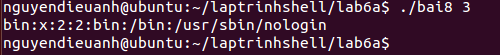 nguyendieuanh@ubuntu:~/laptrinhshell/lab6a$ ./bai8 3
bin:x:2:2:bin:/bin:/usr/sbin/nologin
nguyendieuanh@ubuntu:~/laptrinhshell/lab6a$